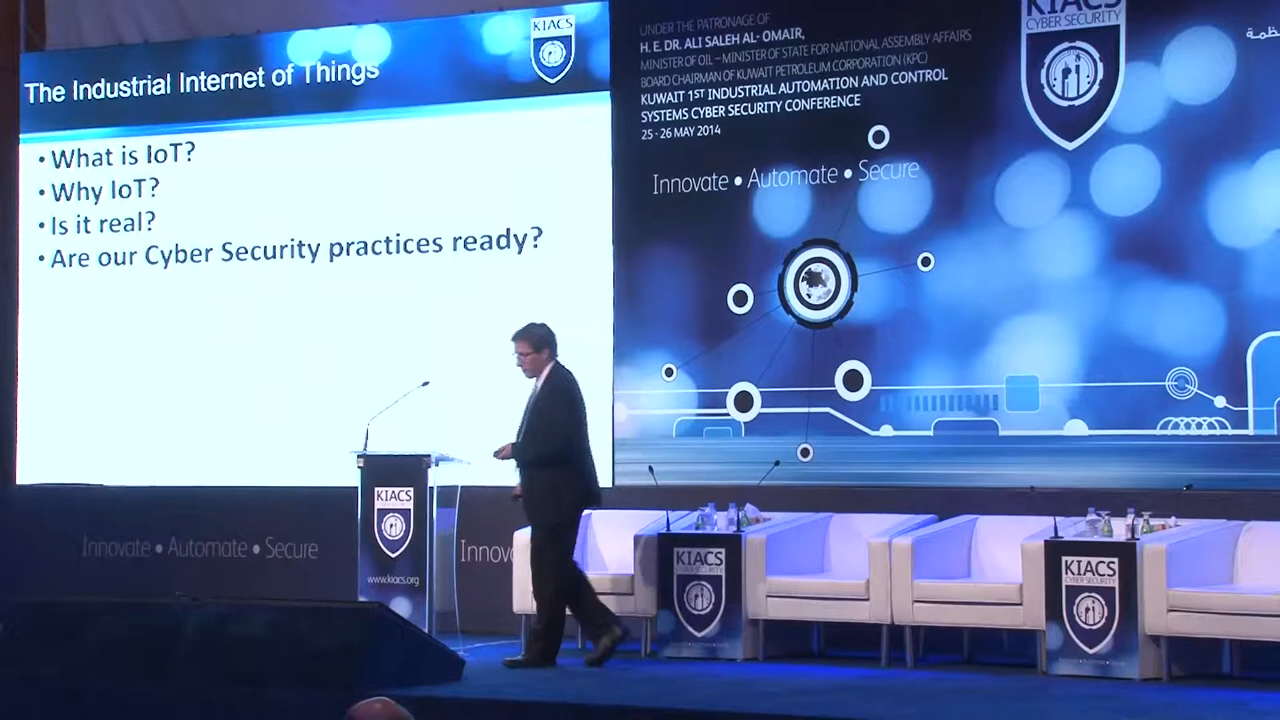 The Industrial Internet of Things
KIACS
CYBER SECURITY
• What is IoT?
• Why IoT?
• Is it real?
• Are our Cyber Security practices ready?
UNDER THE PATRONAGE OF
H. E. DR. ALI SALEH AL- OMAIR,
MINISTER OF OIL – MINISTER OF STATE FOR NATIONAL ASSEMBLY AFFAIRS
BOARD CHAIRMAN OF KUWAIT PETROLEUM CORPORATION (KPC)
KUWAIT 1ST INDUSTRIAL AUTOMATION AND CONTROL
SYSTEMS CYBER SECURITY CONFERENCE
25 - 26 MAY 2014
Innovate • Automate • Secure
KIACS
CYBER SECURITY
KIACS
www.kiacs.org
Innovate • Automate • Secure
Innovo
KIACS
CYBER SECURITY
KIACS
CYBER SECURITY